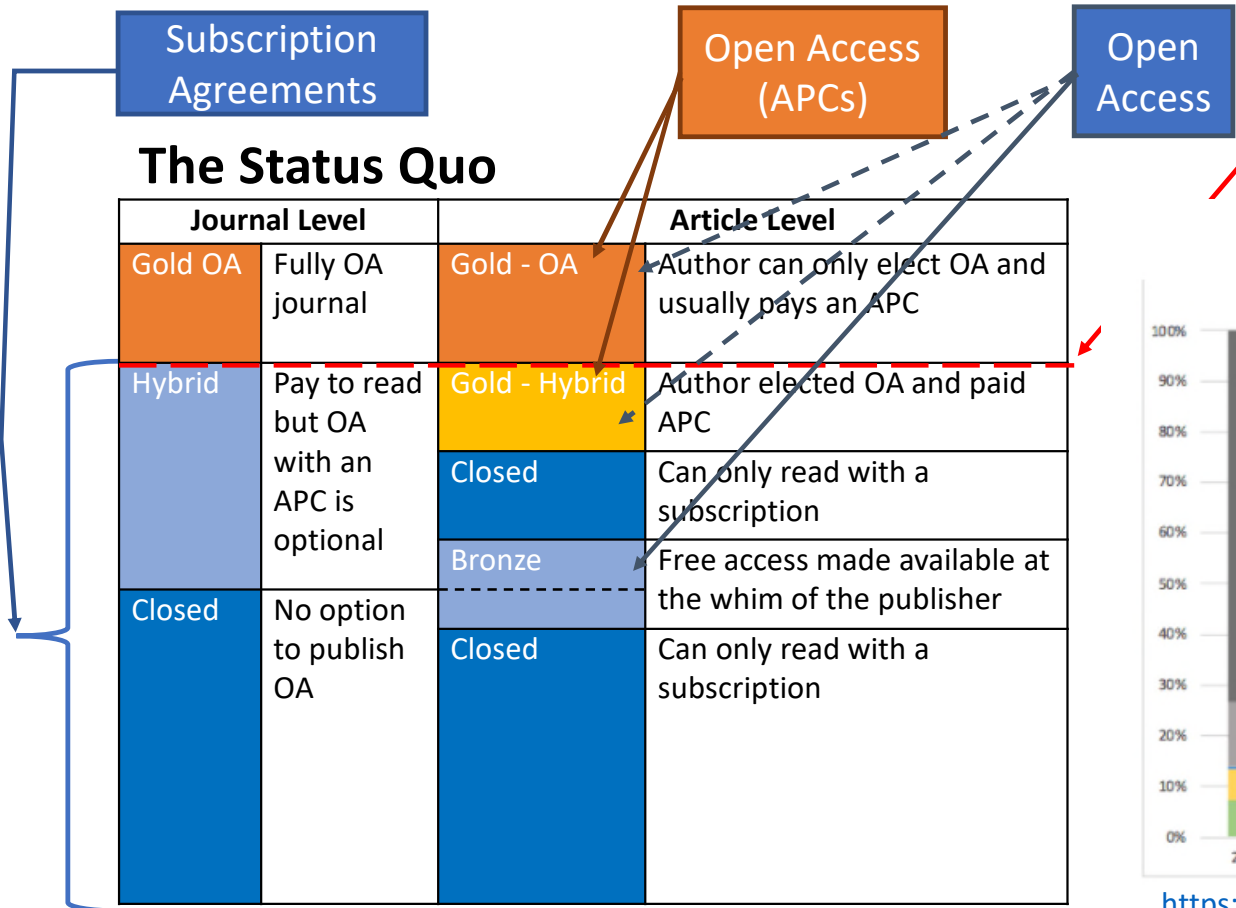 Subscription
Agreements
Open Access
(APCs)
Open
Access
The Status Quo
Journal Level
Article Level
Gold OA
Fully OA
journal
Gold - OA
Author can only elect OA and
usually pays an APC
Hybrid
Pay to read
but OA
with an
APC is
optional
Gold - Hybrid
Author elected OA and paid
APC
Closed
Can only read with a
subscription
Bronze
Free access made available at
the whim of the publisher
Closed
No option
to publish
OA
Closed
Can only read with a
subscription
100%
90%
80%
70%
60%
50%
40%
30%
20%
10%
0%
2
https: